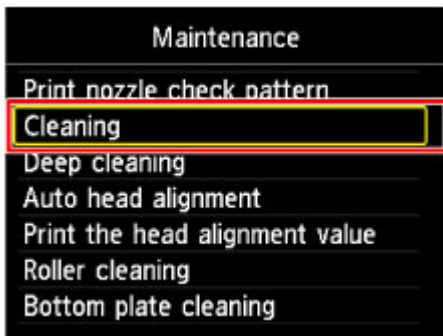 Maintenance
Print nozzle check pattern
Cleaning
Deep cleaning
Auto head alignment
Print the head alignment value
Roller cleaning
Bottom plate cleaning